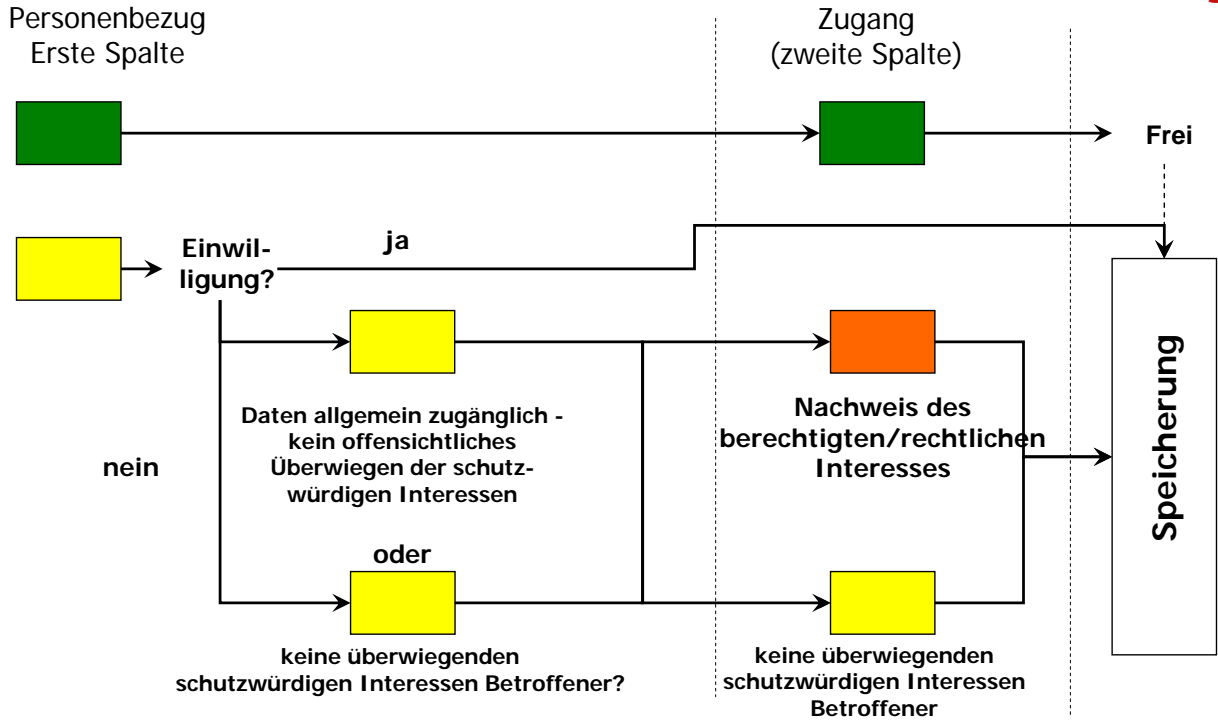 Personenbezug
Erste Spalte
Zugang
(zweite Spalte)
Frei
Einwil-
ligung?
ja
nein
Daten allgemein zugänglich -
kein offensichtliches
Überwiegen der schutz-
würdigen Interessen
oder
keine überwiegenden
schutzwürdigen Interessen Betroffener?
Nachweis des
berechtigten/rechtlichen
Interesses
keine überwiegenden
schutzwürdigen Interessen
Betroffener
Speicherung